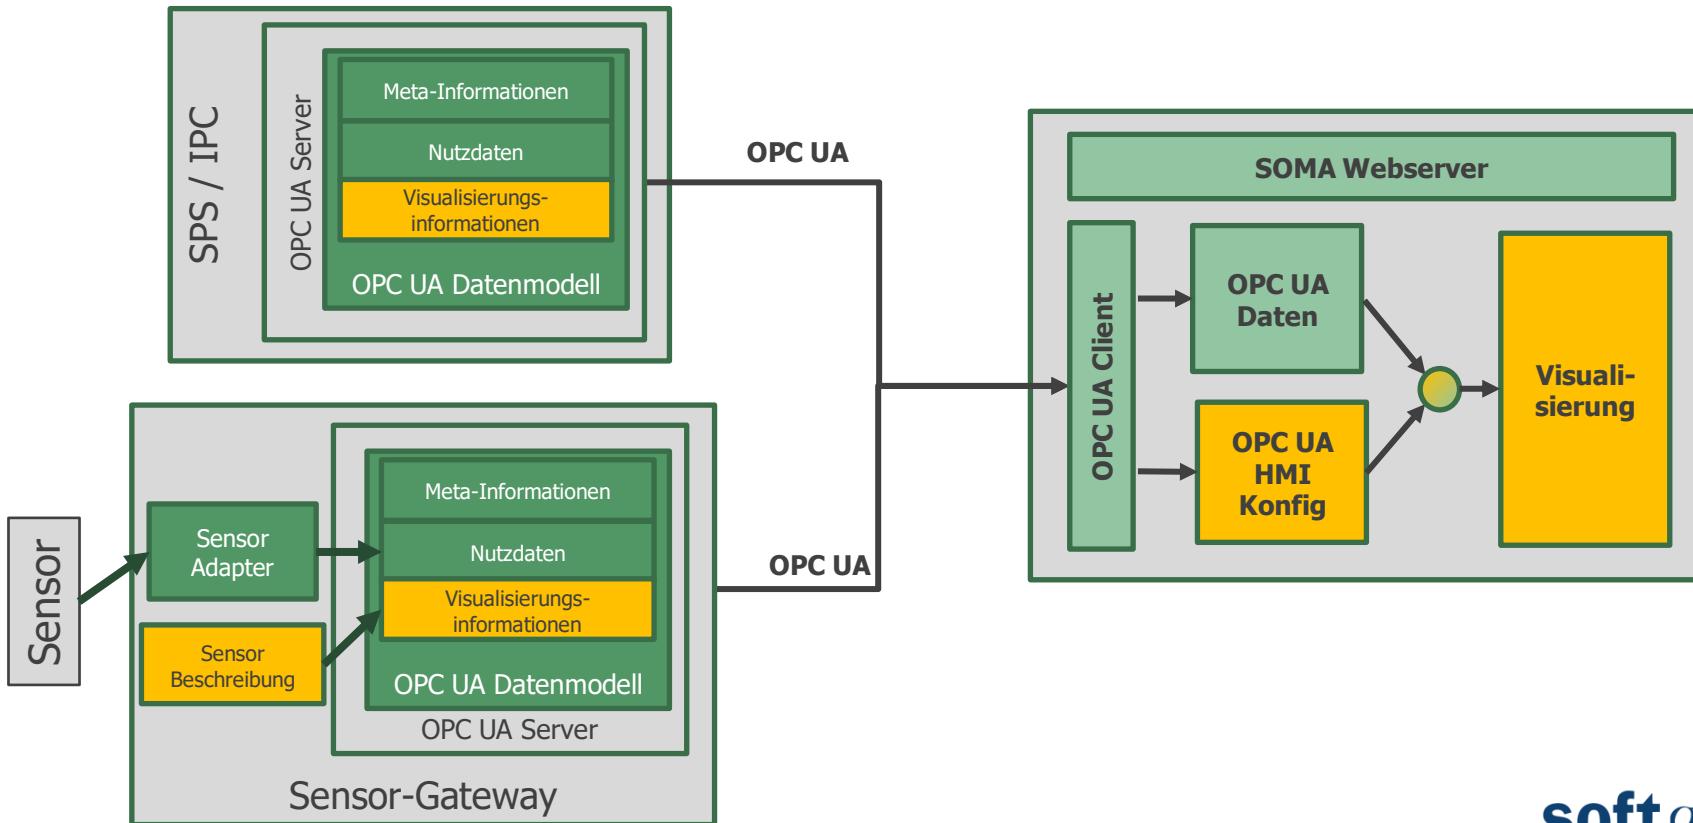 SPS / IPC
OPC UA Server
Meta-Informationen
Nutzdaten
Visualisierungs-
informationen
OPC UA Datenmodell
OPC UA
SOMA Webserver
OPC UA Client
OPC UA
Daten
OPC UA
HMI
Konfig
Visuali-
sierung
Sensor
Sensor
Adapter
Sensor
Beschreibung
Meta-Informationen
Nutzdaten
Visualisierungs-
informationen
OPC UA Datenmodell
OPC UA Server
Sensor-Gateway
OPC UA
soft